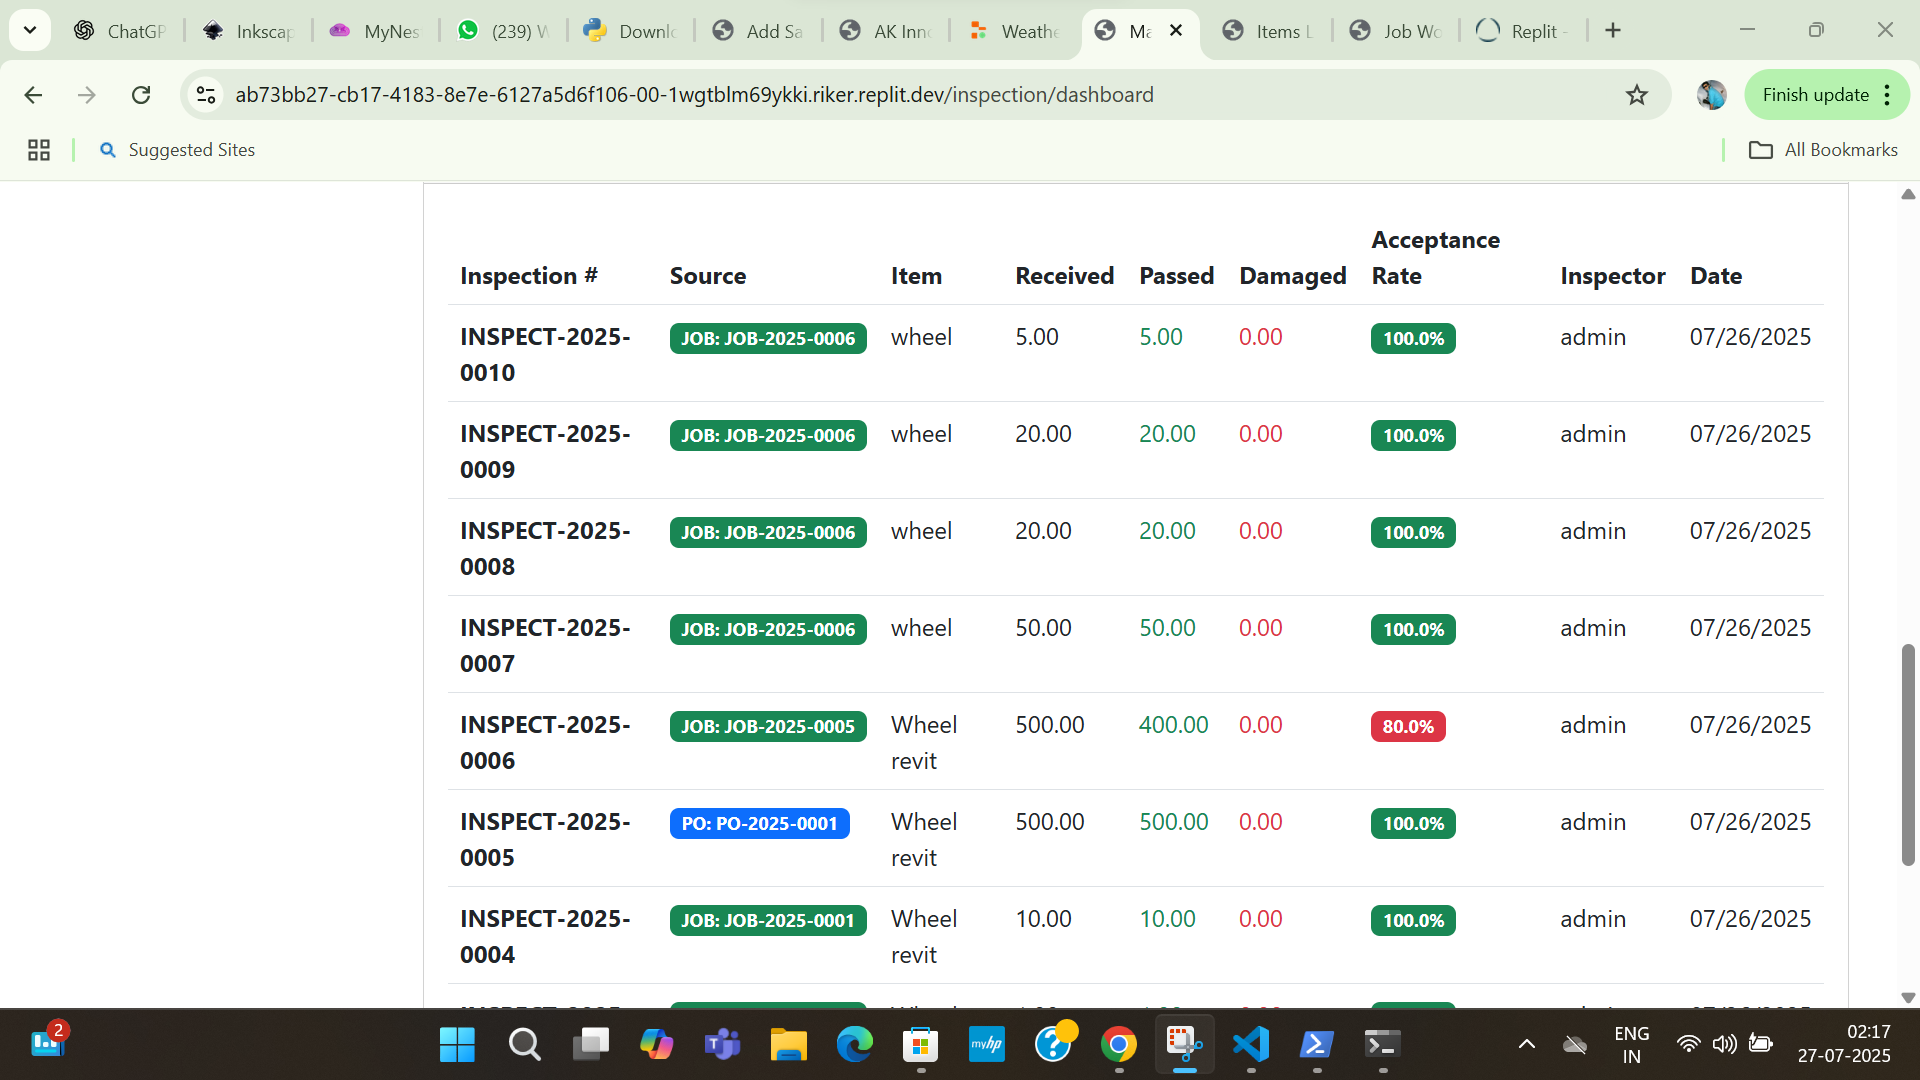 ChatGP
Inkscap
MyNes
(239) W
Downlo
Add Sa
AK Inno
Weathe
Ma
Items L
Job Wo
Replit -
ab73bb27-cb17-4183-8e7e-6127a5d6f106-00-1wgtblm69ykki.riker.replit.dev/inspection/dashboard
Finish update
Suggested Sites
All Bookmarks
Inspection # Source Item Received Passed Damaged Acceptance Rate Inspector Date
INSPECT-2025-0010 JOB: JOB-2025-0006 wheel 5.00 5.00 0.00 100.0% admin 07/26/2025
INSPECT-2025-0009 JOB: JOB-2025-0006 wheel 20.00 20.00 0.00 100.0% admin 07/26/2025
INSPECT-2025-0008 JOB: JOB-2025-0006 wheel 20.00 20.00 0.00 100.0% admin 07/26/2025
INSPECT-2025-0007 JOB: JOB-2025-0006 wheel 50.00 50.00 0.00 100.0% admin 07/26/2025
INSPECT-2025-0006 JOB: JOB-2025-0005 Wheel revit 500.00 400.00 0.00 80.0% admin 07/26/2025
INSPECT-2025-0005 PO: PO-2025-0001 Wheel revit 500.00 500.00 0.00 100.0% admin 07/26/2025
INSPECT-2025-0004 JOB: JOB-2025-0001 Wheel revit 10.00 10.00 0.00 100.0% admin 07/26/2025
2
myhp
ENG
IN
02:17
27-07-2025